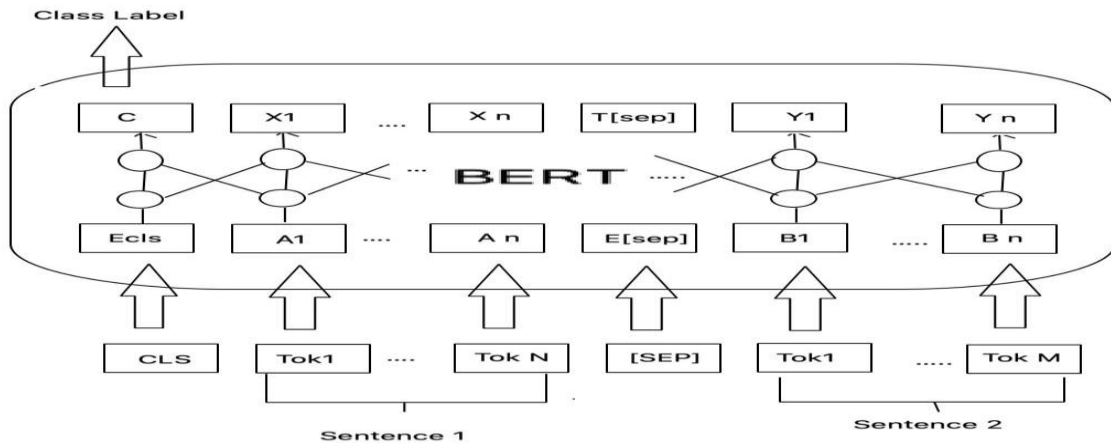 Class Label
C X1 .... X n T[sep] Y1 Y n
... BERT .....
Ecls A1 .... A n E[sep] B1 ..... B n
CLS Tok1 .... Tok N [SEP] Tok1 ..... Tok M
Sentence 1 Sentence 2